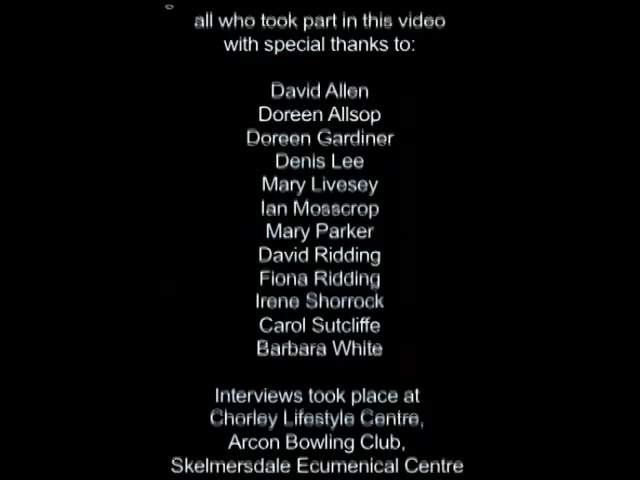 all who took part in this video
with special thanks to:
David Allen
Doreen Allsop
Doreen Gardiner
Denis Lee
Mary Livesey
Ian Mosscrop
Mary Parker
David Ridding
Fiona Ridding
Irene Shorrock
Carol Sutcliffe
Barbara White
Interviews took place at
Chorley Lifestyle Centre,
Arcon Bowling Club,
Skelmersdale Ecumenical Centre